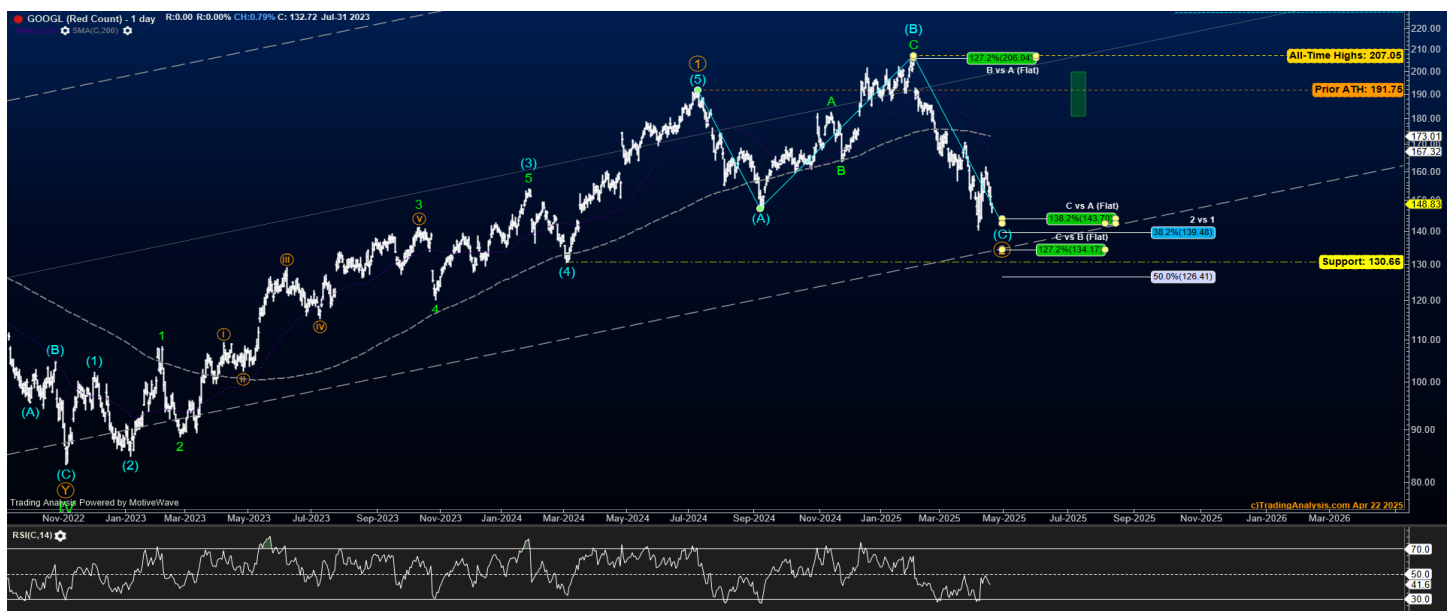 GOOGL (Red Count) - 1 day R:0.00 R:0.00% CH:0.79% C: 132.72 Jul-31 2023
SMA(C,200)
220.00
210.00
200.00
190.00
180.00
173.01
170.00
167.32
160.00
150.00
148.83
140.00
130.00
120.00
110.00
100.00
90.00
80.00
(B)
C
127.2%(206.04)
B vs A (Flat)
All-Time Highs: 207.05
Prior ATH: 191.75
1
(5)
A
B
(A)
(3)
5
(4)
3
v
4
iii
iv
i
ii
1
2
(1)
(2)
(B)
(A)
(C)
Y
IV
C vs A (Flat)
2 vs 1
(C)
38.2%(139.48)
C vs B (Flat)
Support: 130.66
50.0%(126.41)
Trading Analysis Powered by MotiveWave
c)TradingAnalysis.com Apr 22 2025
Nov-2022 Jan-2023 Mar-2023 May-2023 Jul-2023 Sep-2023 Nov-2023 Jan-2024 Mar-2024 May-2024 Jul-2024 Sep-2024 Nov-2024 Jan-2025 Mar-2025 May-2025 Jul-2025 Sep-2025 Nov-2025 Jan-2026 Mar-2026
RSI(C,14)
70.0
50.0
41.6
30.0